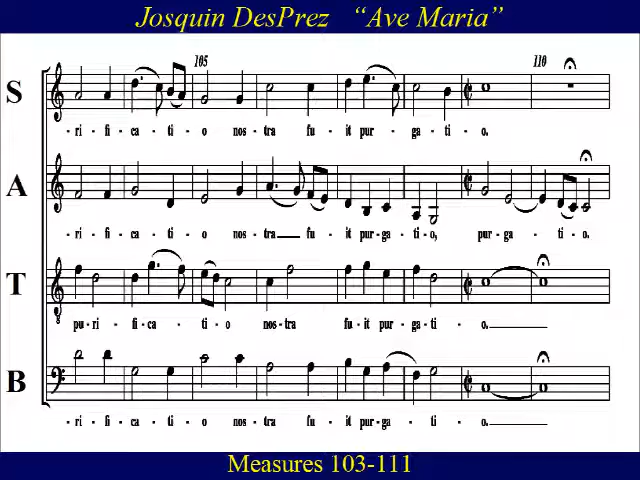 Josquin DesPrez “Ave Maria”
105 110
S
- ri - fi - ca - ti - o nos - tra fu - it pur - ga - ti - o.
A
- ri - fi - ca - ti - o nos - tra fu - it pur - ga - ti - o, pur - ga - ti - o.
T
8
pu - ri - fi - ca - ti - o nos - tra fu - it pur - ga - ti - o.
B
- ri - fi - ca - ti - o nos - tra fu - it pur - ga - ti - o.
Measures 103-111